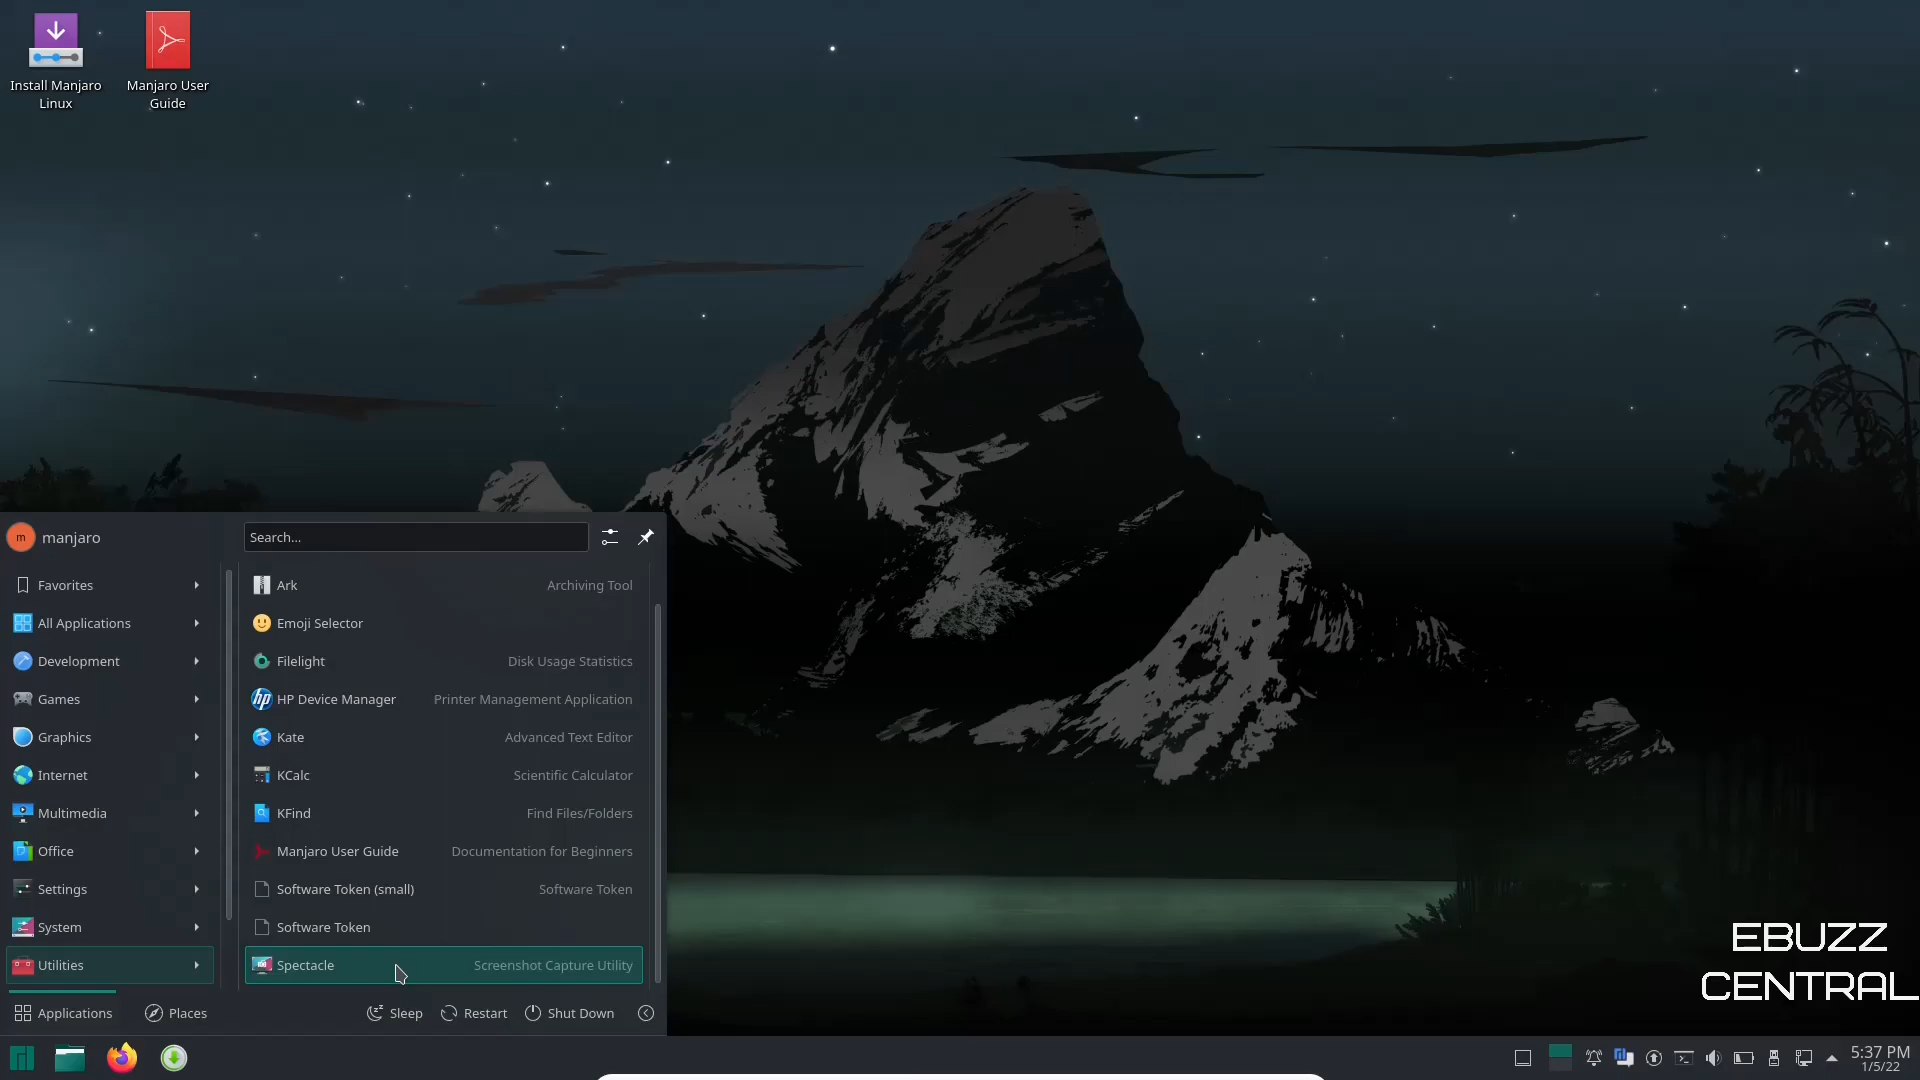 Install Manjaro
Linux
Manjaro User
Guide
m manjaro
Search...
Favorites
All Applications
Development
Games
Graphics
Internet
Multimedia
Office
Settings
System
Utilities
Ark Archiving Tool
Emoji Selector
Filelight Disk Usage Statistics
hp HP Device Manager Printer Management Application
Kate Advanced Text Editor
KCalc Scientific Calculator
KFind Find Files/Folders
Manjaro User Guide Documentation for Beginners
Software Token (small) Software Token
Software Token
Spectacle Screenshot Capture Utility
Applications Places Sleep Restart Shut Down
EBUZZ
CENTRAL
5:37 PM
1/5/22